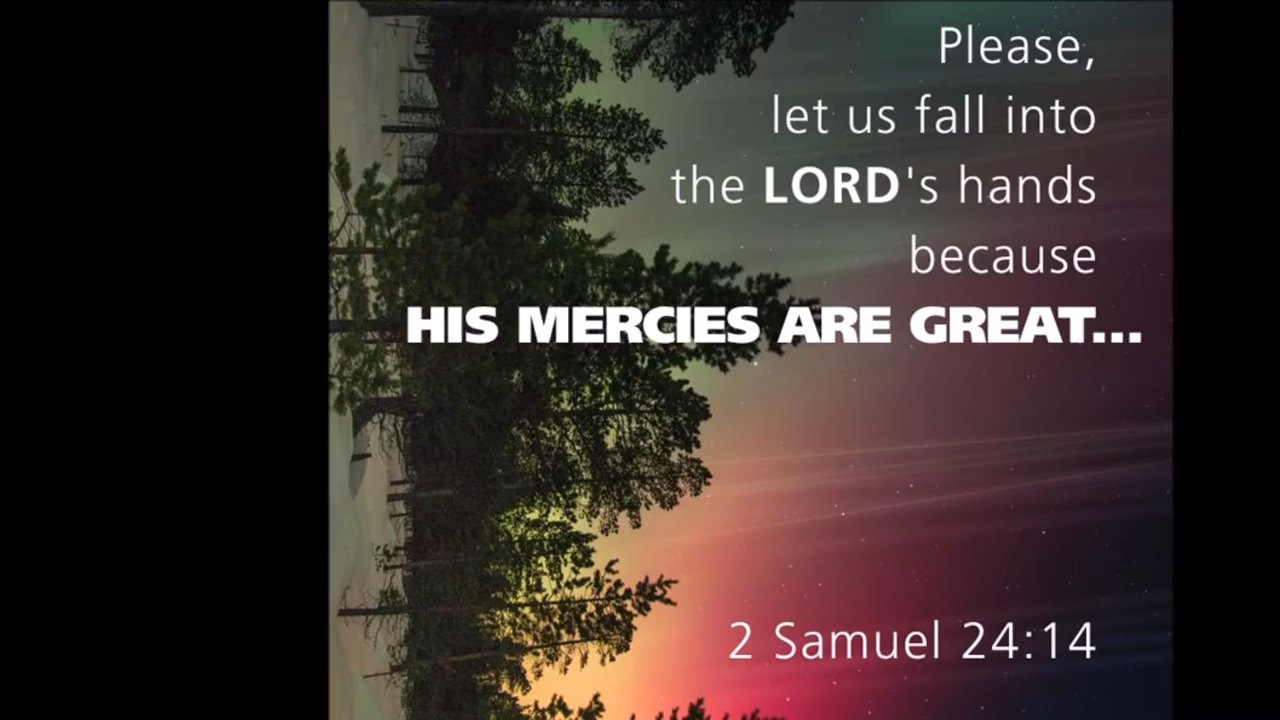 Please,
let us fall into
the LORD's hands
because
HIS MERCIES ARE GREAT...
2 Samuel 24:14